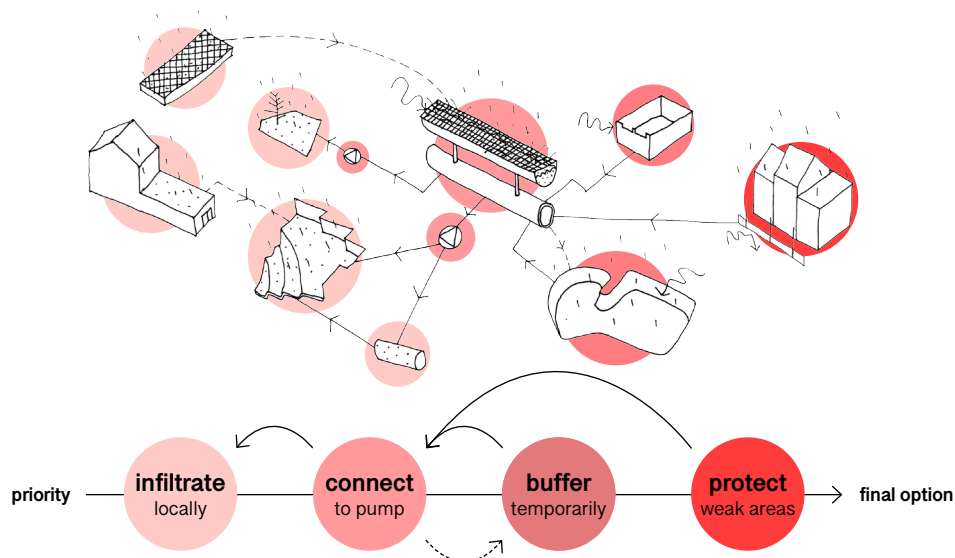 infiltrate
locally
connect
to pump
buffer
temporarily
protect
weak areas
priority
final option